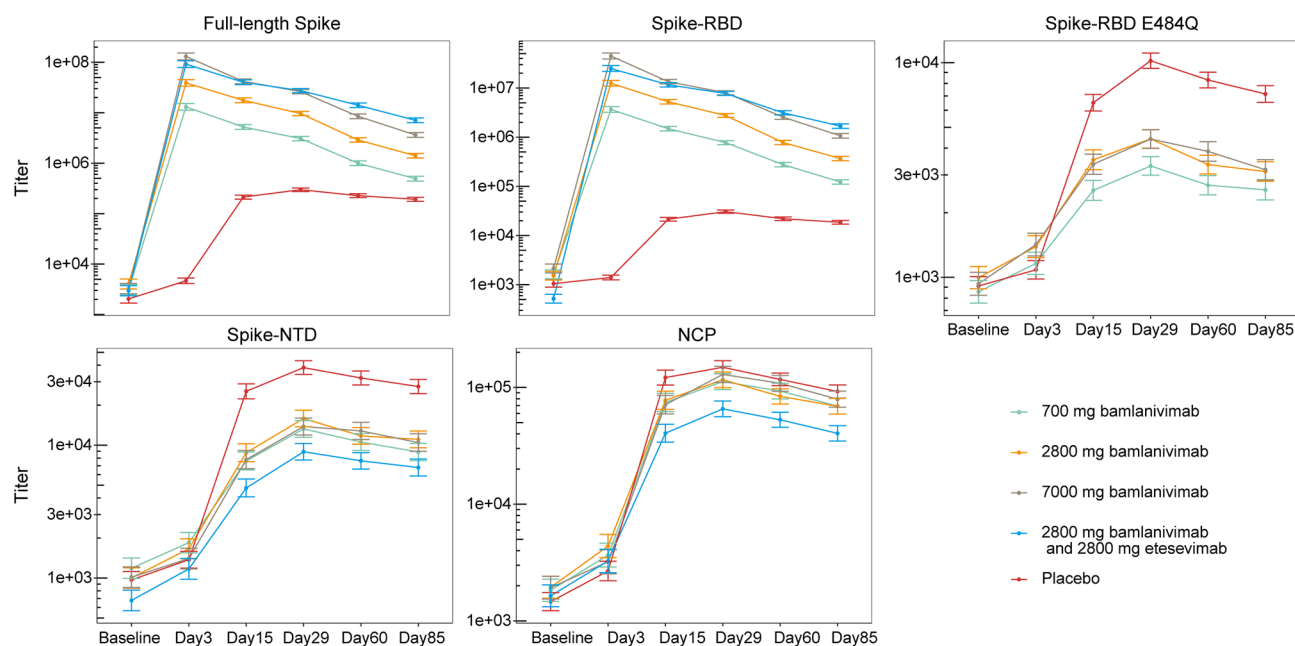 Full-length Spike
Titer
1e+08
1e+06
1e+04
Spike-RBD
1e+07
1e+06
1e+05
1e+04
1e+03
Spike-RBD E484Q
1e+04
3e+03
1e+03
Baseline Day3 Day15 Day29 Day60 Day85
Spike-NTD
Titer
3e+04
1e+04
3e+03
1e+03
Baseline Day3 Day15 Day29 Day60 Day85
NCP
1e+05
1e+04
1e+03
Baseline Day3 Day15 Day29 Day60 Day85
700 mg bamlanivimab
2800 mg bamlanivimab
7000 mg bamlanivimab
2800 mg bamlanivimab
and 2800 mg etesevimab
Placebo